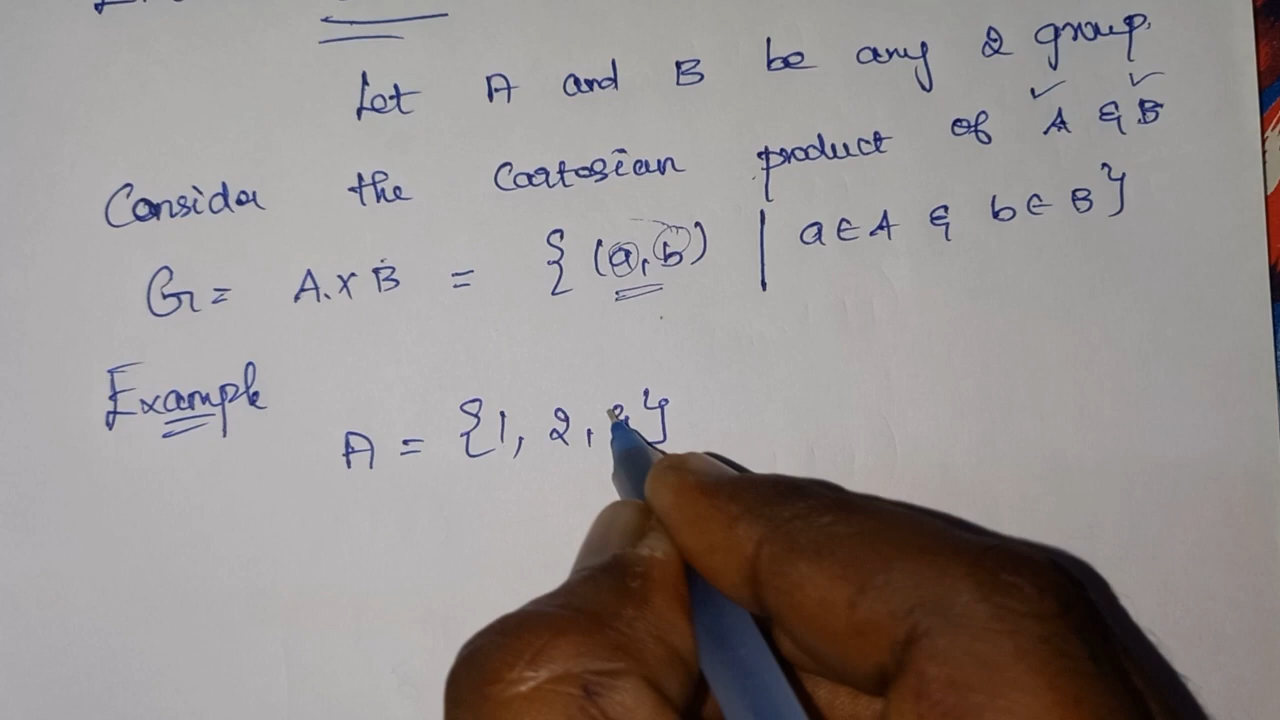 Let A and B be any 2 group.
Consider the Cartesian product of A & B
G = A x B = { (a, b) | a ∈ A & b ∈ B }
Example
A = {1, 2, }